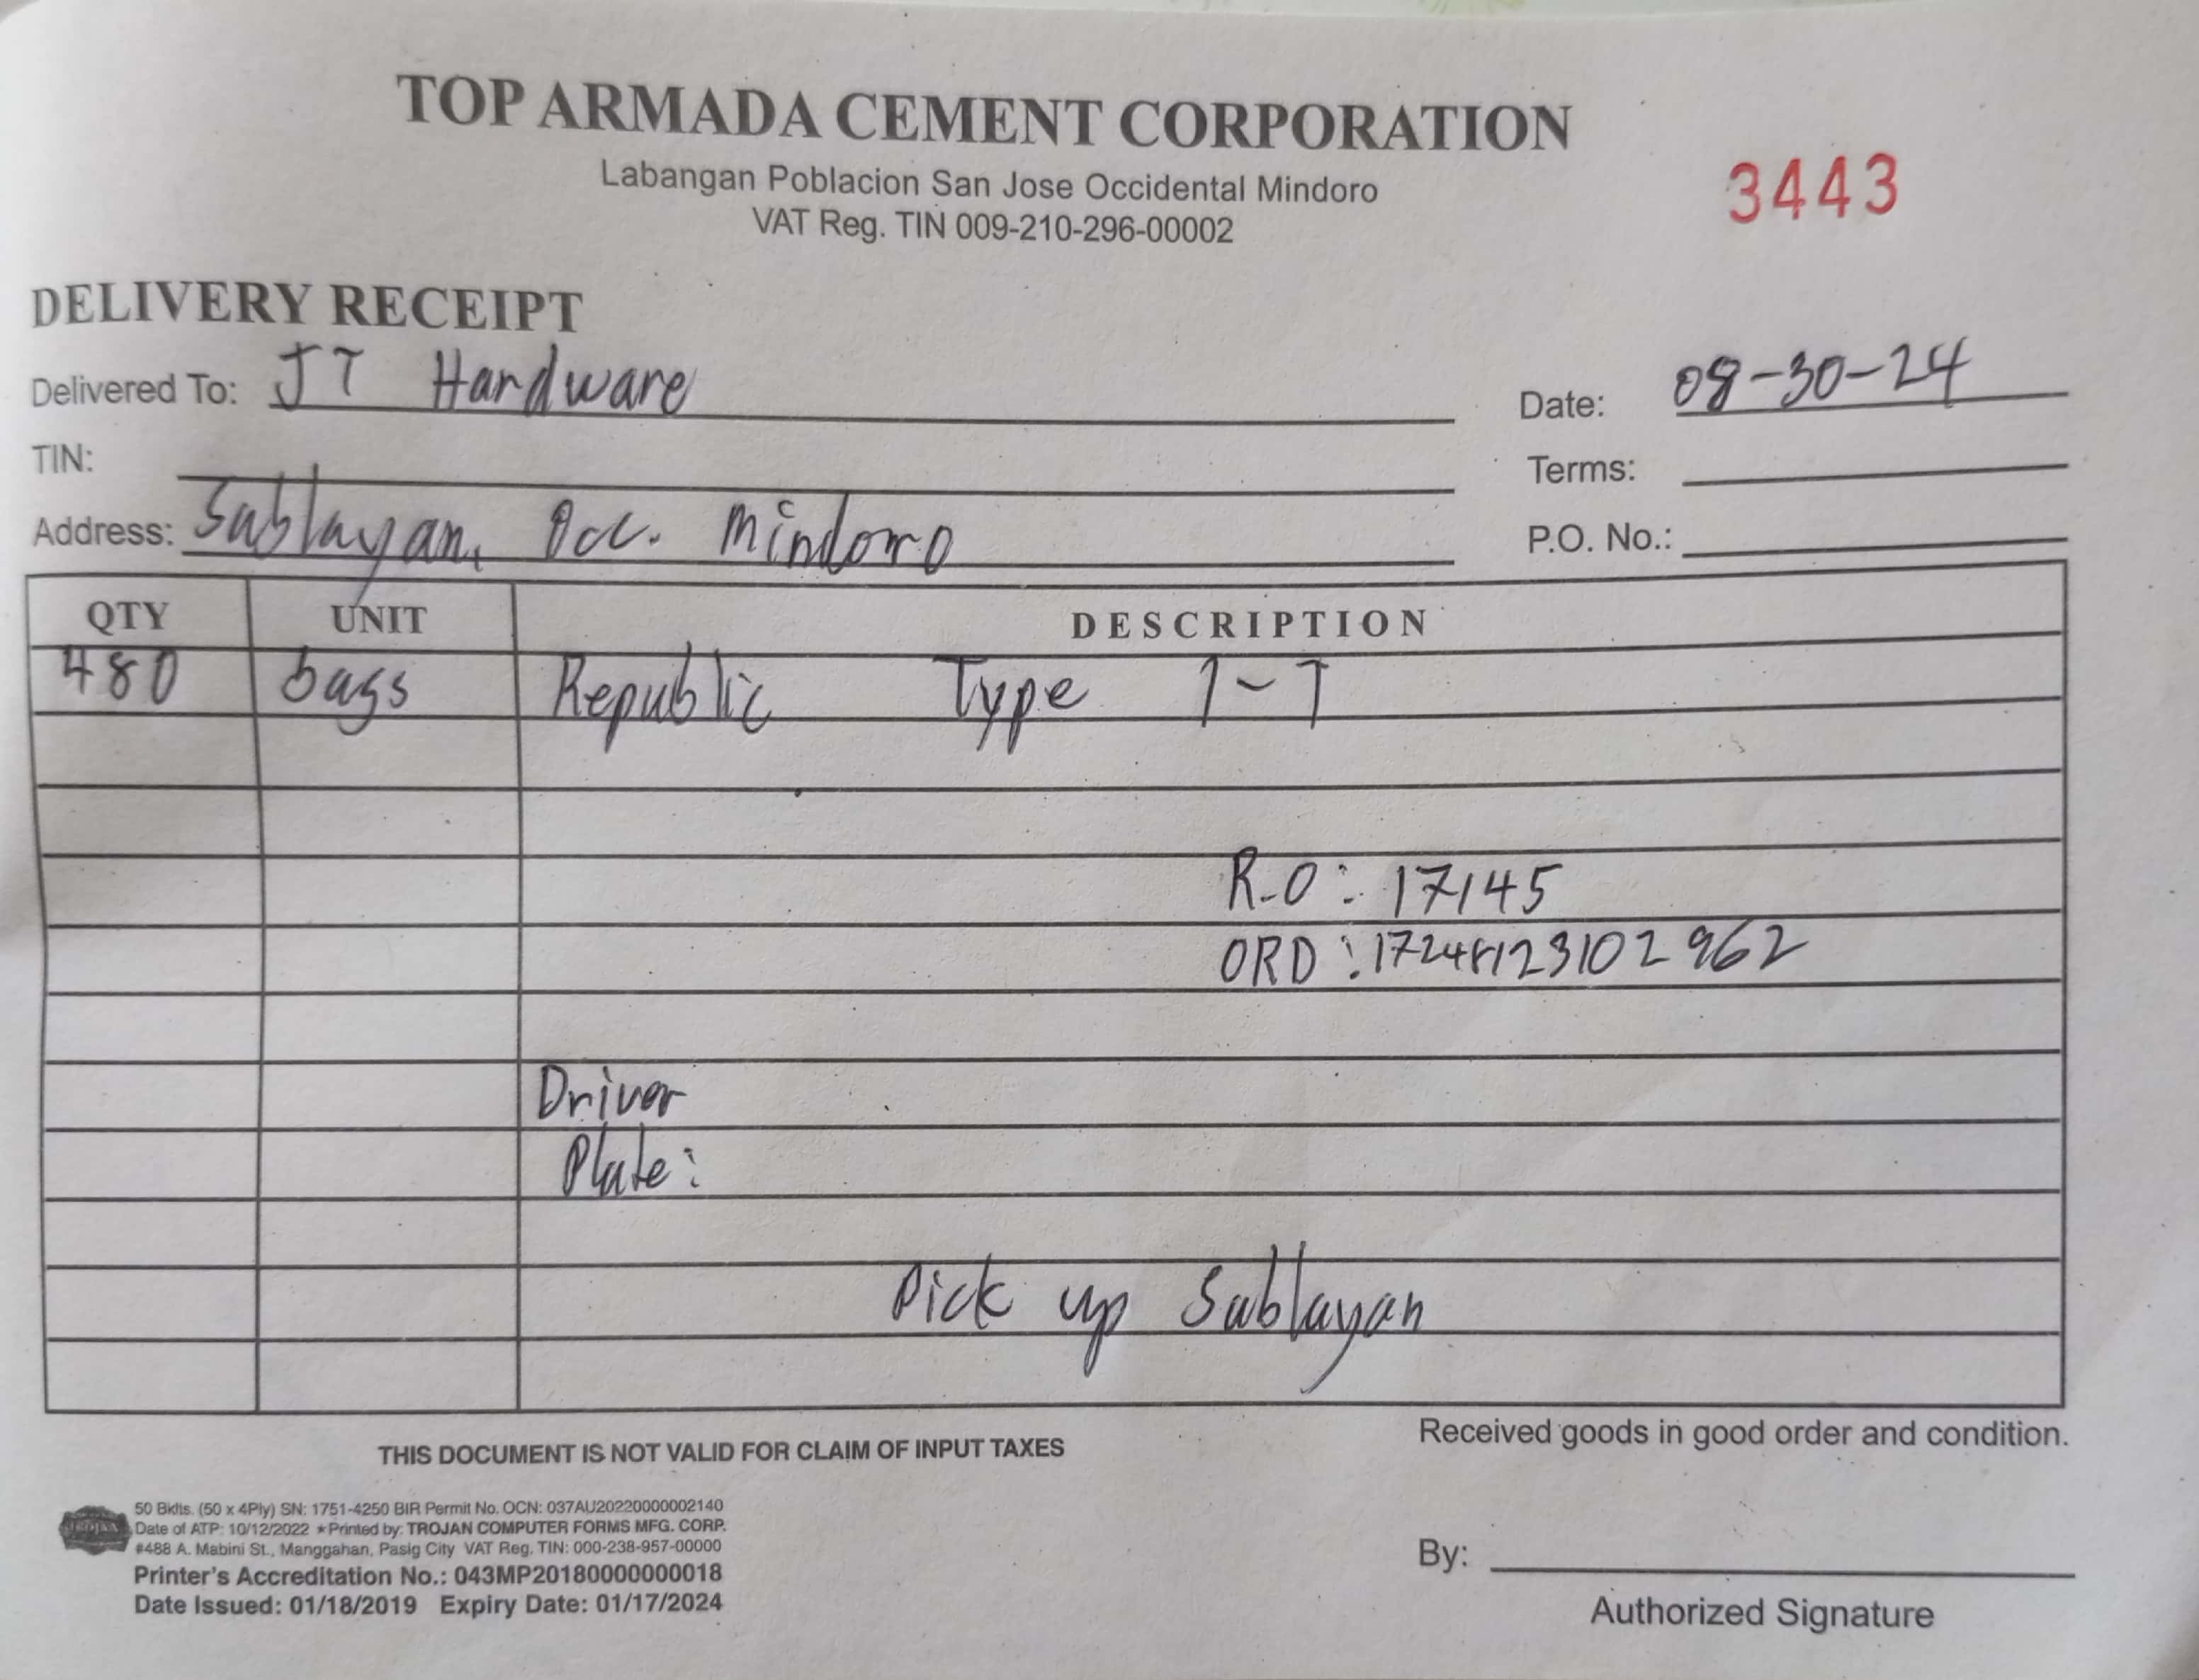 TOP ARMADA CEMENT CORPORATION
Labangan Poblacion San Jose Occidental Mindoro
VAT Reg. TIN 009-210-296-00002
3443
DELIVERY RECEIPT
Delivered To: JT Hardware
Date: 08-30-24
TIN:
Terms:
Address: Sablayan, Occ. Mindoro
P.O. No.:
QTY UNIT DESCRIPTION
480 bags Republic Type 1-T
R.O: 17145
ORD:
Driver
Plate:
Pick up Sablayan
THIS DOCUMENT IS NOT VALID FOR CLAIM OF INPUT TAXES
Received goods in good order and condition.
50 Bklts. (50 x 4Ply) SN: 1751-4250 BIR Permit No. OCN: 037AU20220000002140
Date of ATP: 10/12/2022 ★Printed by: TROJAN COMPUTER FORMS MFG. CORP.
#488 A. Mabini St., Manggahan, Pasig City VAT Reg. TIN: 000-238-957-00000
Printer's Accreditation No.: 043MP20180000000018
Date Issued: 01/18/2019 Expiry Date: 01/17/2024
By:
Authorized Signature